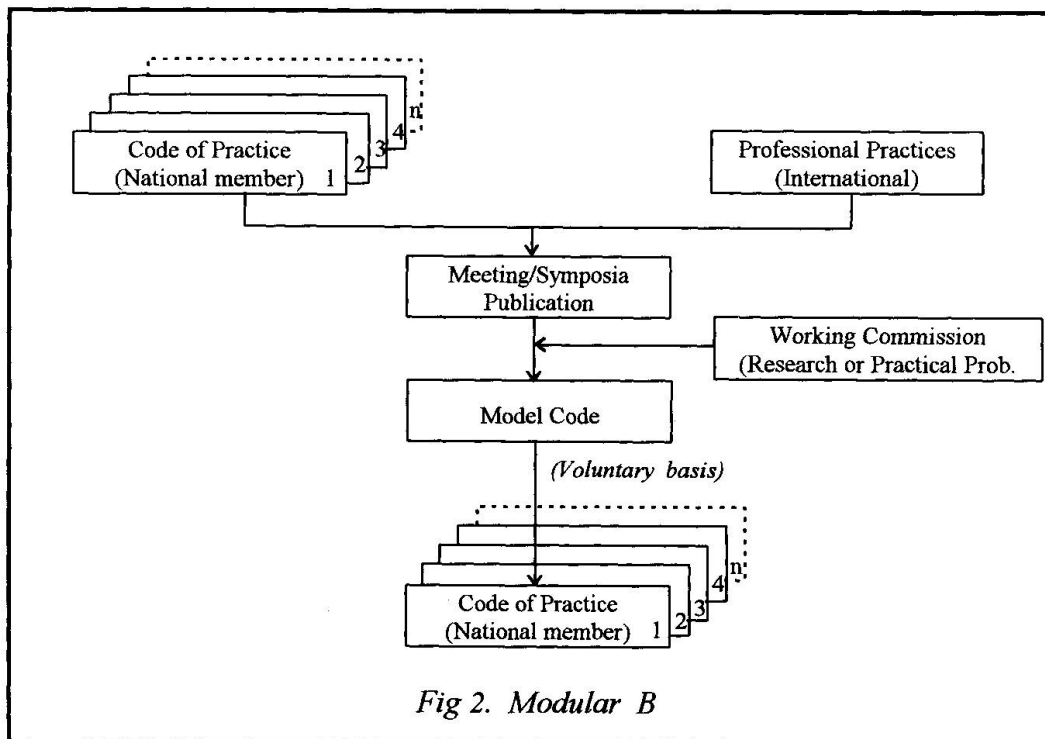 n
4
3
2
Code of Practice
(National member) 1
Professional Practices
(International)
Meeting/Symposia
Publication
Working Commission
(Research or Practical Prob.
Model Code
(Voluntary basis)
n
4
3
2
Code of Practice
(National member) 1
Fig 2. Modular B